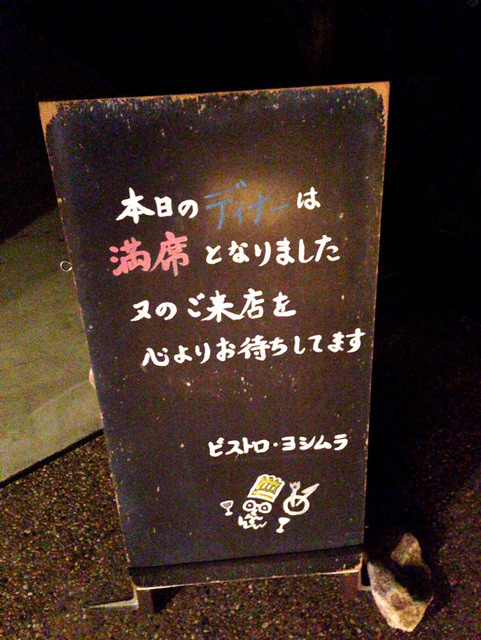 本日のディナーは
満席となりました
又のご来店を
心よりお待ちしてます
ビストロ・ヨシムラ